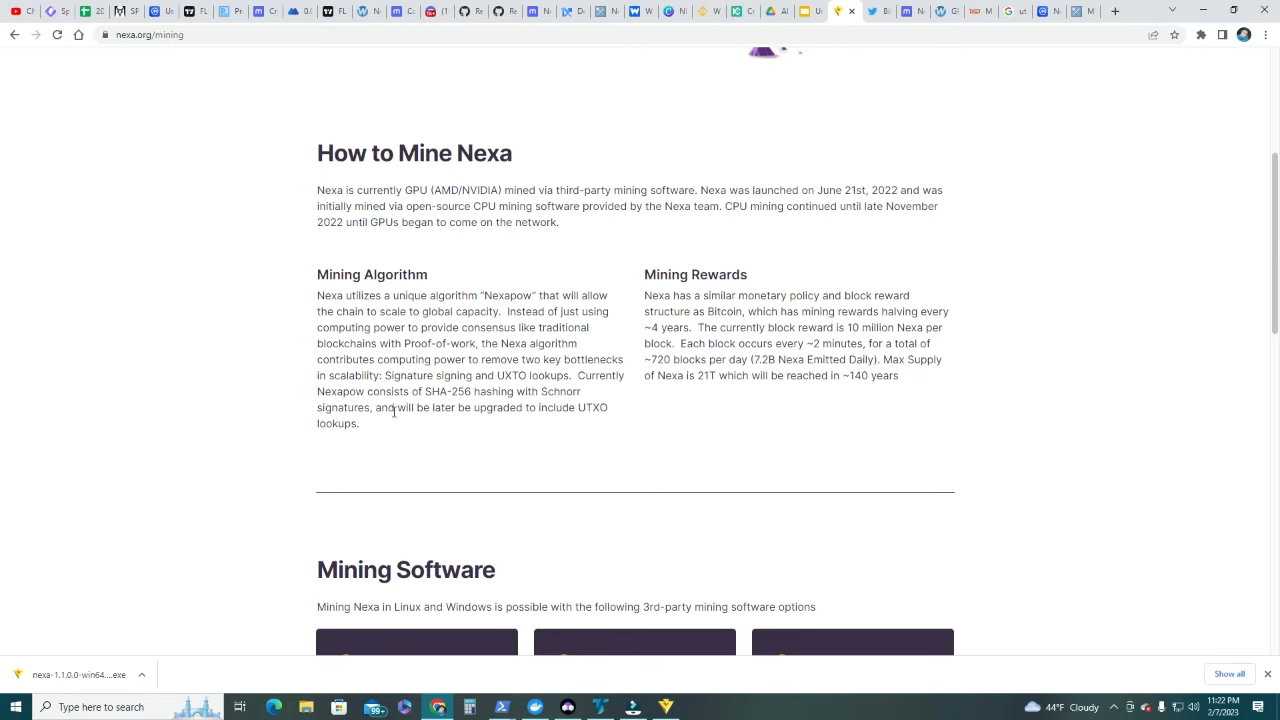 nexa.org/mining
How to Mine Nexa
Nexa is currently GPU (AMD/NVIDIA) mined via third-party mining software. Nexa was launched on June 21st, 2022 and was
initially mined via open-source CPU mining software provided by the Nexa team. CPU mining continued until late November
2022 until GPUs began to come on the network.
Mining Algorithm
Nexa utilizes a unique algorithm “Nexapow” that will allow
the chain to scale to global capacity. Instead of just using
computing power to provide consensus like traditional
blockchains with Proof-of-work, the Nexa algorithm
contributes computing power to remove two key bottlenecks
in scalability: Signature signing and UXTO lookups. Currently
Nexapow consists of SHA-256 hashing with Schnorr
signatures, and will be later be upgraded to include UTXO
lookups.
Mining Rewards
Nexa has a similar monetary policy and block reward
structure as Bitcoin, which has mining rewards halving every
~4 years. The currently block reward is 10 million Nexa per
block. Each block occurs every ~2 minutes, for a total of
~720 blocks per day (7.2B Nexa Emitted Daily). Max Supply
of Nexa is 21T which will be reached in ~140 years
Mining Software
Mining Nexa in Linux and Windows is possible with the following 3rd-party mining software options
nexa-1.1.0.0-win64....exe
Show all
Type here to search
99+
44°F Cloudy
11:22 PM
2/7/2023